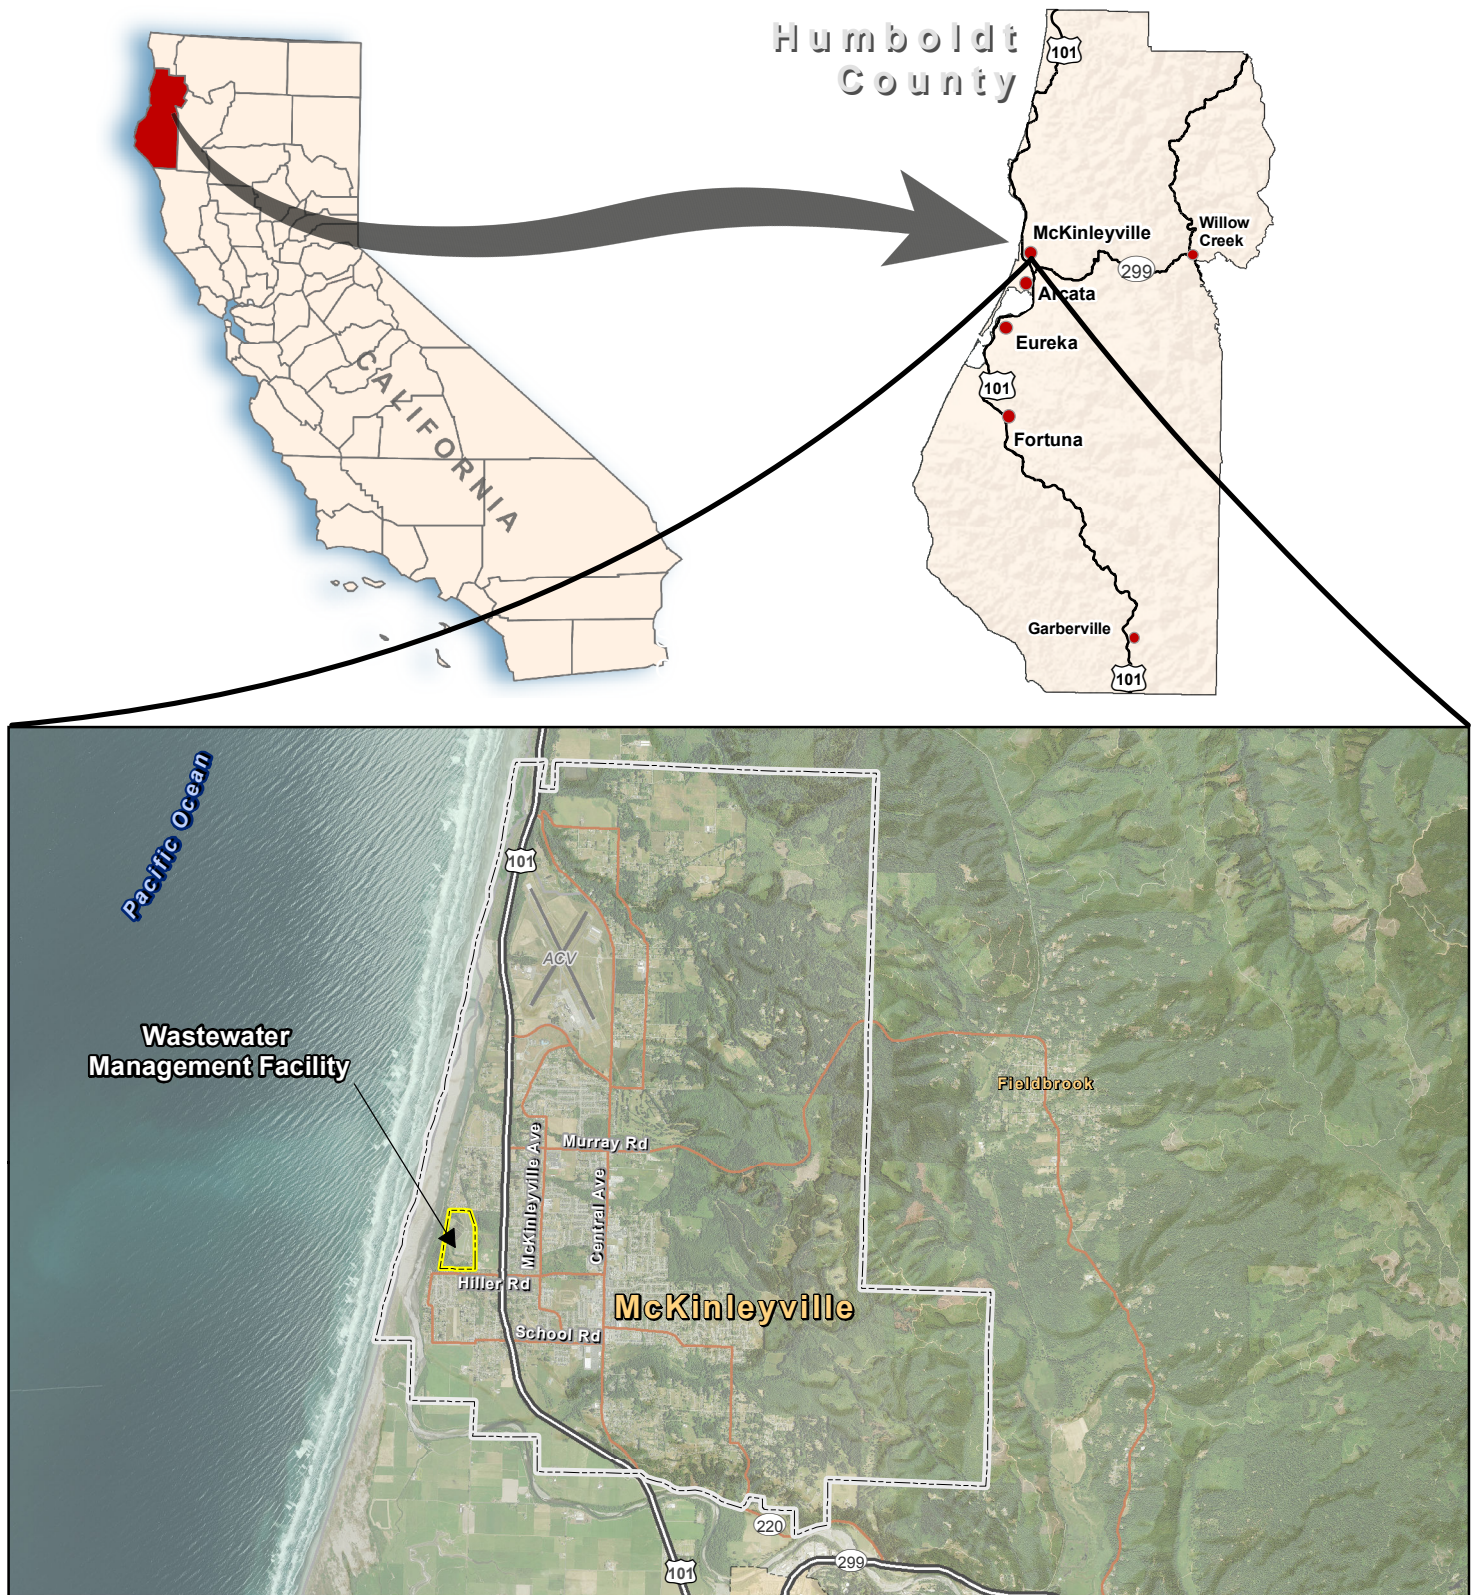 Humboldt
County
101
McKinleyville
Willow
Creek
299
Arcata
Eureka
101
Fortuna
Garberville
101
CALIFORNIA
Pacific Ocean
101
ACV
Wastewater
Management Facility
Fieldbrook
Murray Rd
McKinleyville Ave
Central Ave
Hiller Rd
McKinleyville
School Rd
220
299
101